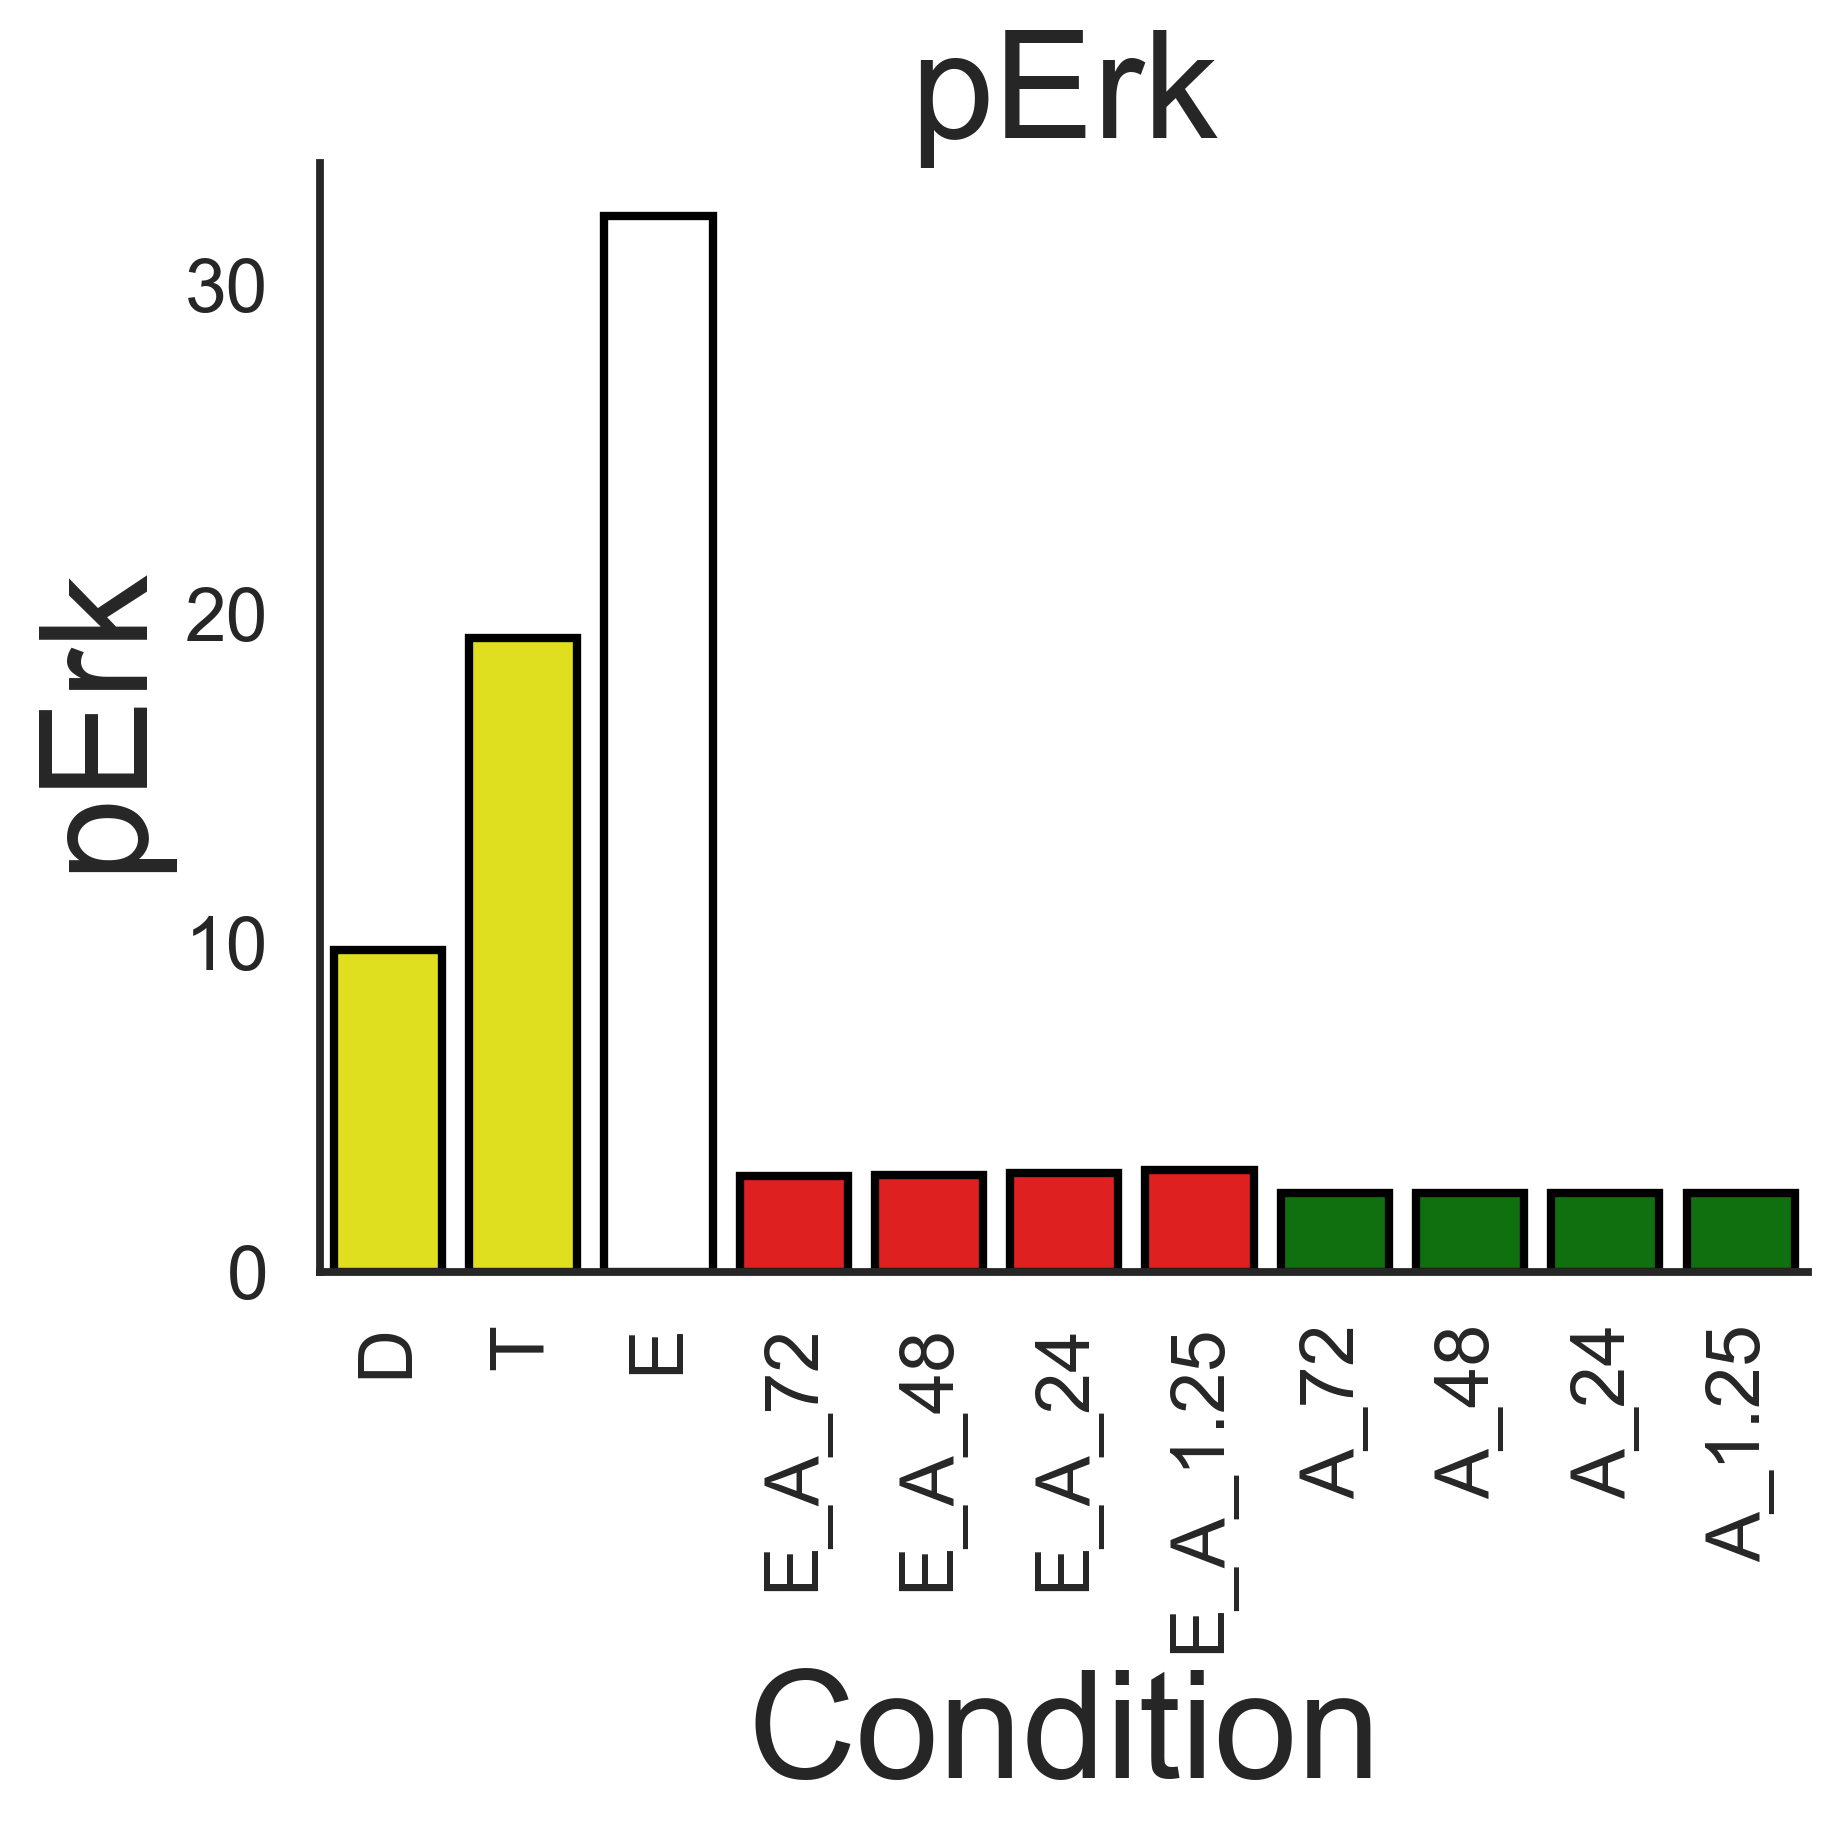 pErk
pErk
30
20
10
0
D
T
E
E_A_72
E_A_48
E_A_24
E_A_1.25
A_72
A_48
A_24
A_1.25
Condition